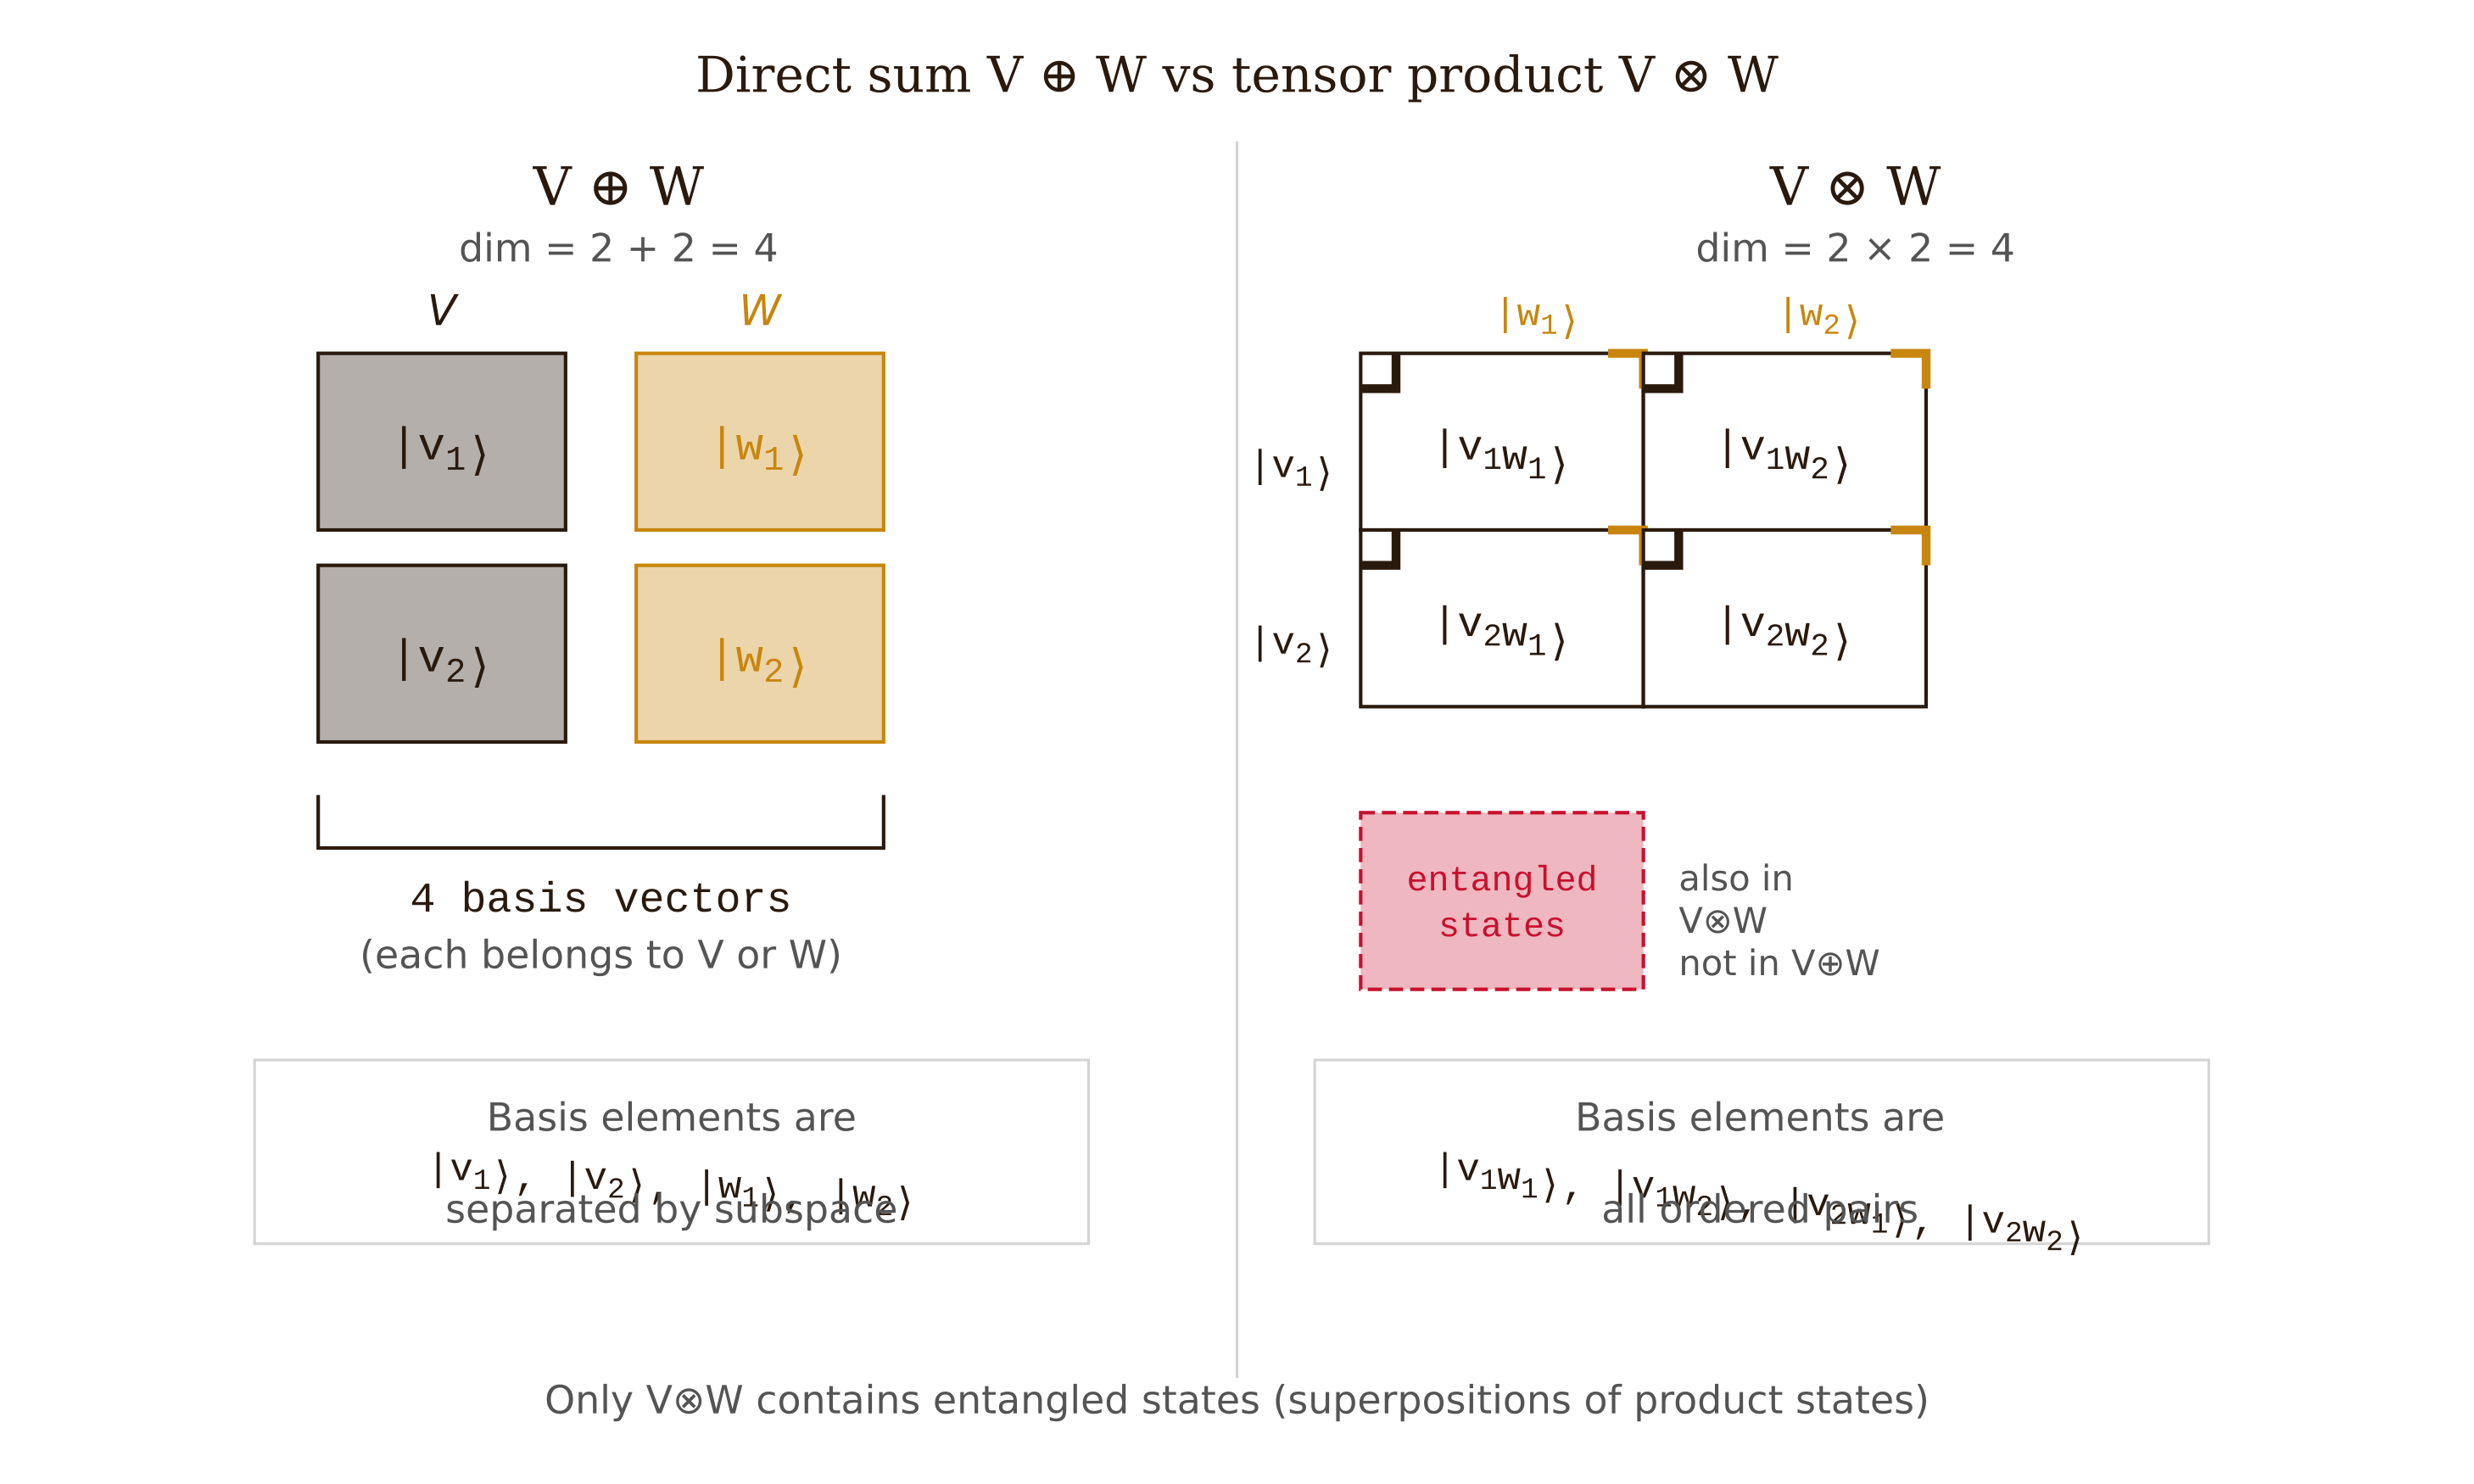 Direct sum V ⊕ W vs tensor product V ⊗ W
V ⊕ W
dim = 2 + 2 = 4
V
W
|v₁⟩
|w₁⟩
|v₂⟩
|w₂⟩
4 basis vectors
(each belongs to V or W)
Basis elements are
|v₁⟩, |v₂⟩, |w₁⟩, |w₂⟩
separated by subspace
V ⊗ W
dim = 2 × 2 = 4
|w₁⟩
|w₂⟩
|v₁⟩
|v₁w₁⟩
|v₁w₂⟩
|v₂⟩
|v₂w₁⟩
|v₂w₂⟩
entangled
states
also in
V⊗W
not in V⊕W
Basis elements are
|v₁w₁⟩, |v₁w₂⟩, |v₂w₁⟩, |v₂w₂⟩
all ordered pairs
Only V⊗W contains entangled states (superpositions of product states)